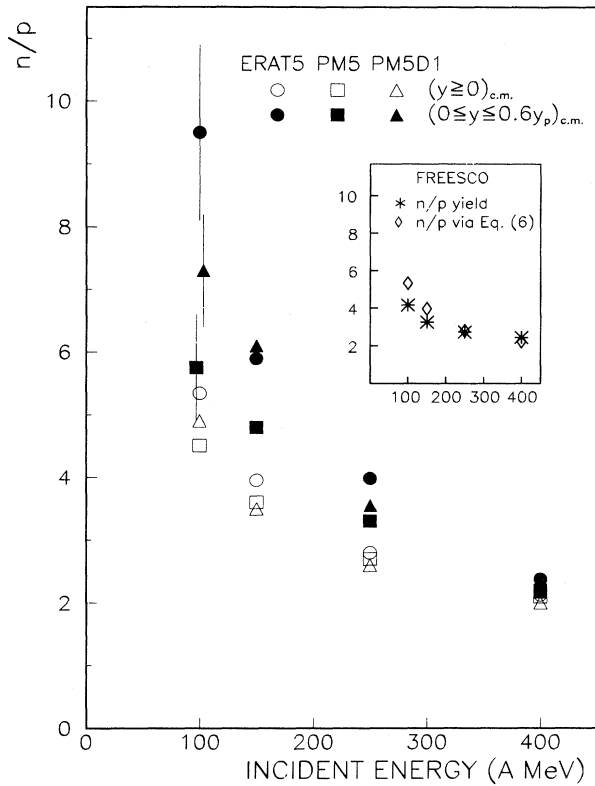 n/p
10
8
6
4
2
0
ERAT5 PM5 PM5D1
(y≧0)c.m.
(0≦y≦0.6yp)c.m.
FREESCO
n/p yield
n/p via Eq. (6)
10
8
6
4
2
100 200 300 400
0 100 200 300 400
INCIDENT ENERGY (A MeV)